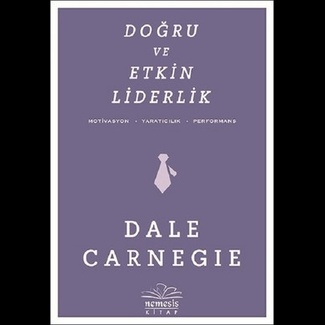 DOĞRU
VE
ETKİN
LİDERLİK
MOTİVASYON • YARATICILIK • PERFORMANS
DALE
CARNEGIE
nemesis
KİTAP